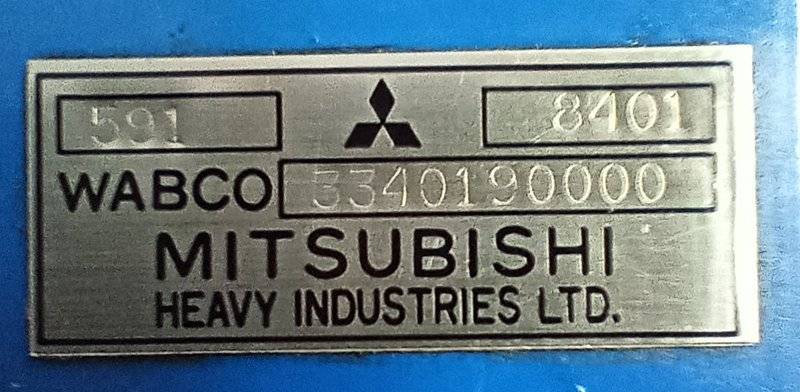 591 8401
WABCO 3340190000
MITSUBISHI
HEAVY INDUSTRIES LTD.